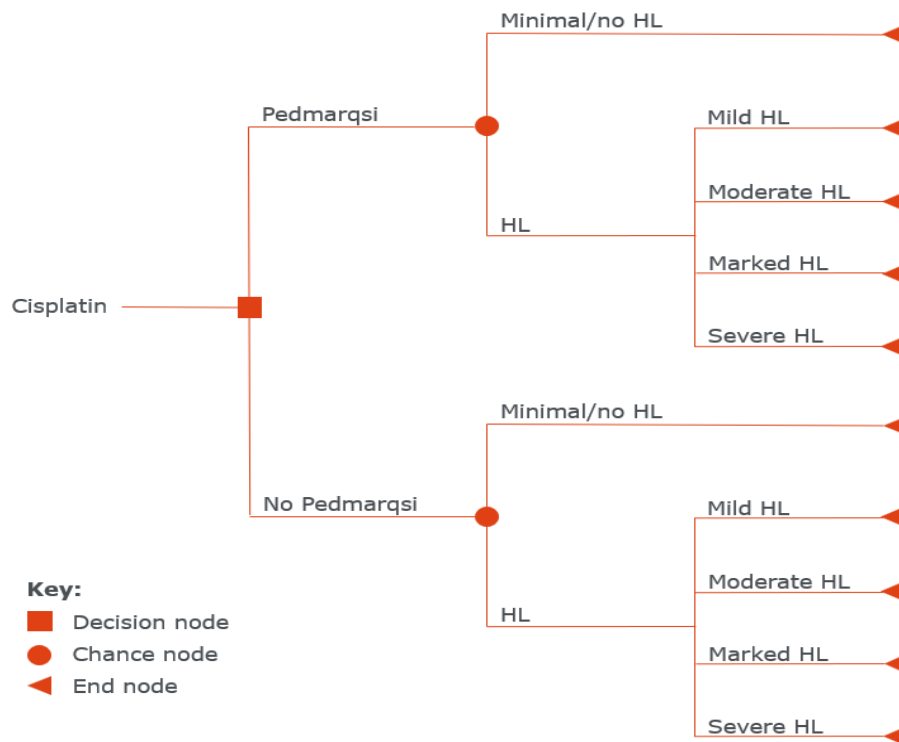 Minimal/no HL
Pedmarqsi
Mild HL
Moderate HL
HL
Marked HL
Cisplatin
Severe HL
Minimal/no HL
No Pedmarqsi
Mild HL
Moderate HL
HL
Marked HL
Severe HL
Key:
Decision node
Chance node
End node